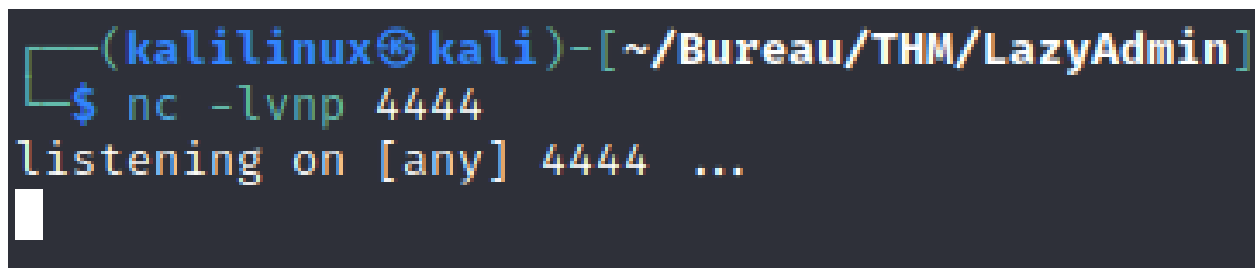 ┌──(kalilinux㉿kali)-[~/Bureau/THM/LazyAdmin]
└─$ nc -lvnp 4444
listening on [any] 4444 ...